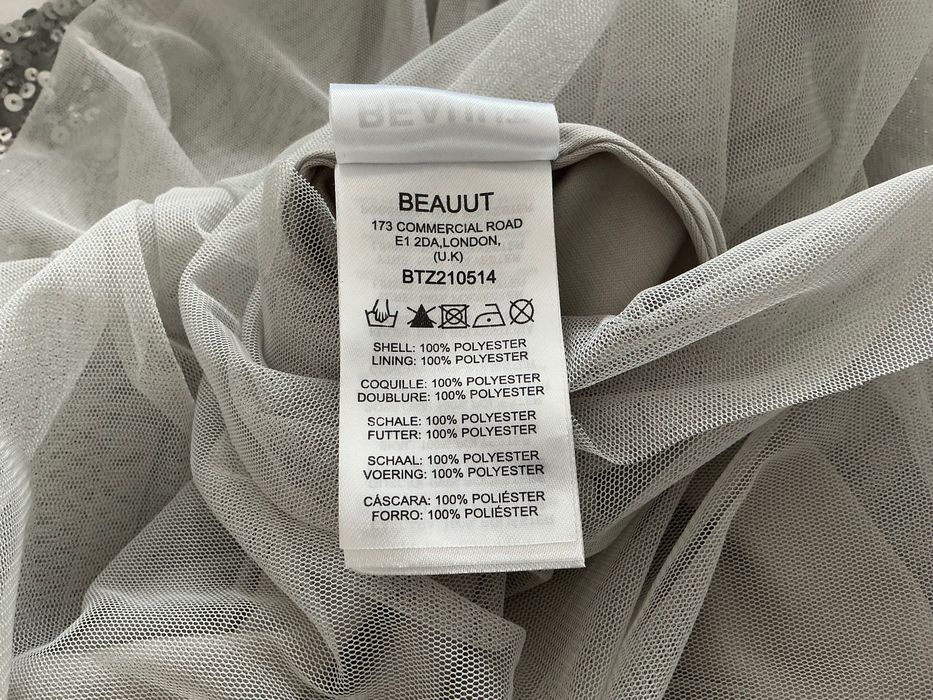 BEAUUT
173 COMMERCIAL ROAD
E1 2DA,LONDON,
(U.K)
BTZ210514
SHELL: 100% POLYESTER
LINING: 100% POLYESTER
COQUILLE: 100% POLYESTER
DOUBLURE: 100% POLYESTER
SCHALE: 100% POLYESTER
FUTTER: 100% POLYESTER
SCHAAL: 100% POLYESTER
VOERING: 100% POLYESTER
CÁSCARA: 100% POLIÉSTER
FORRO: 100% POLIÉSTER